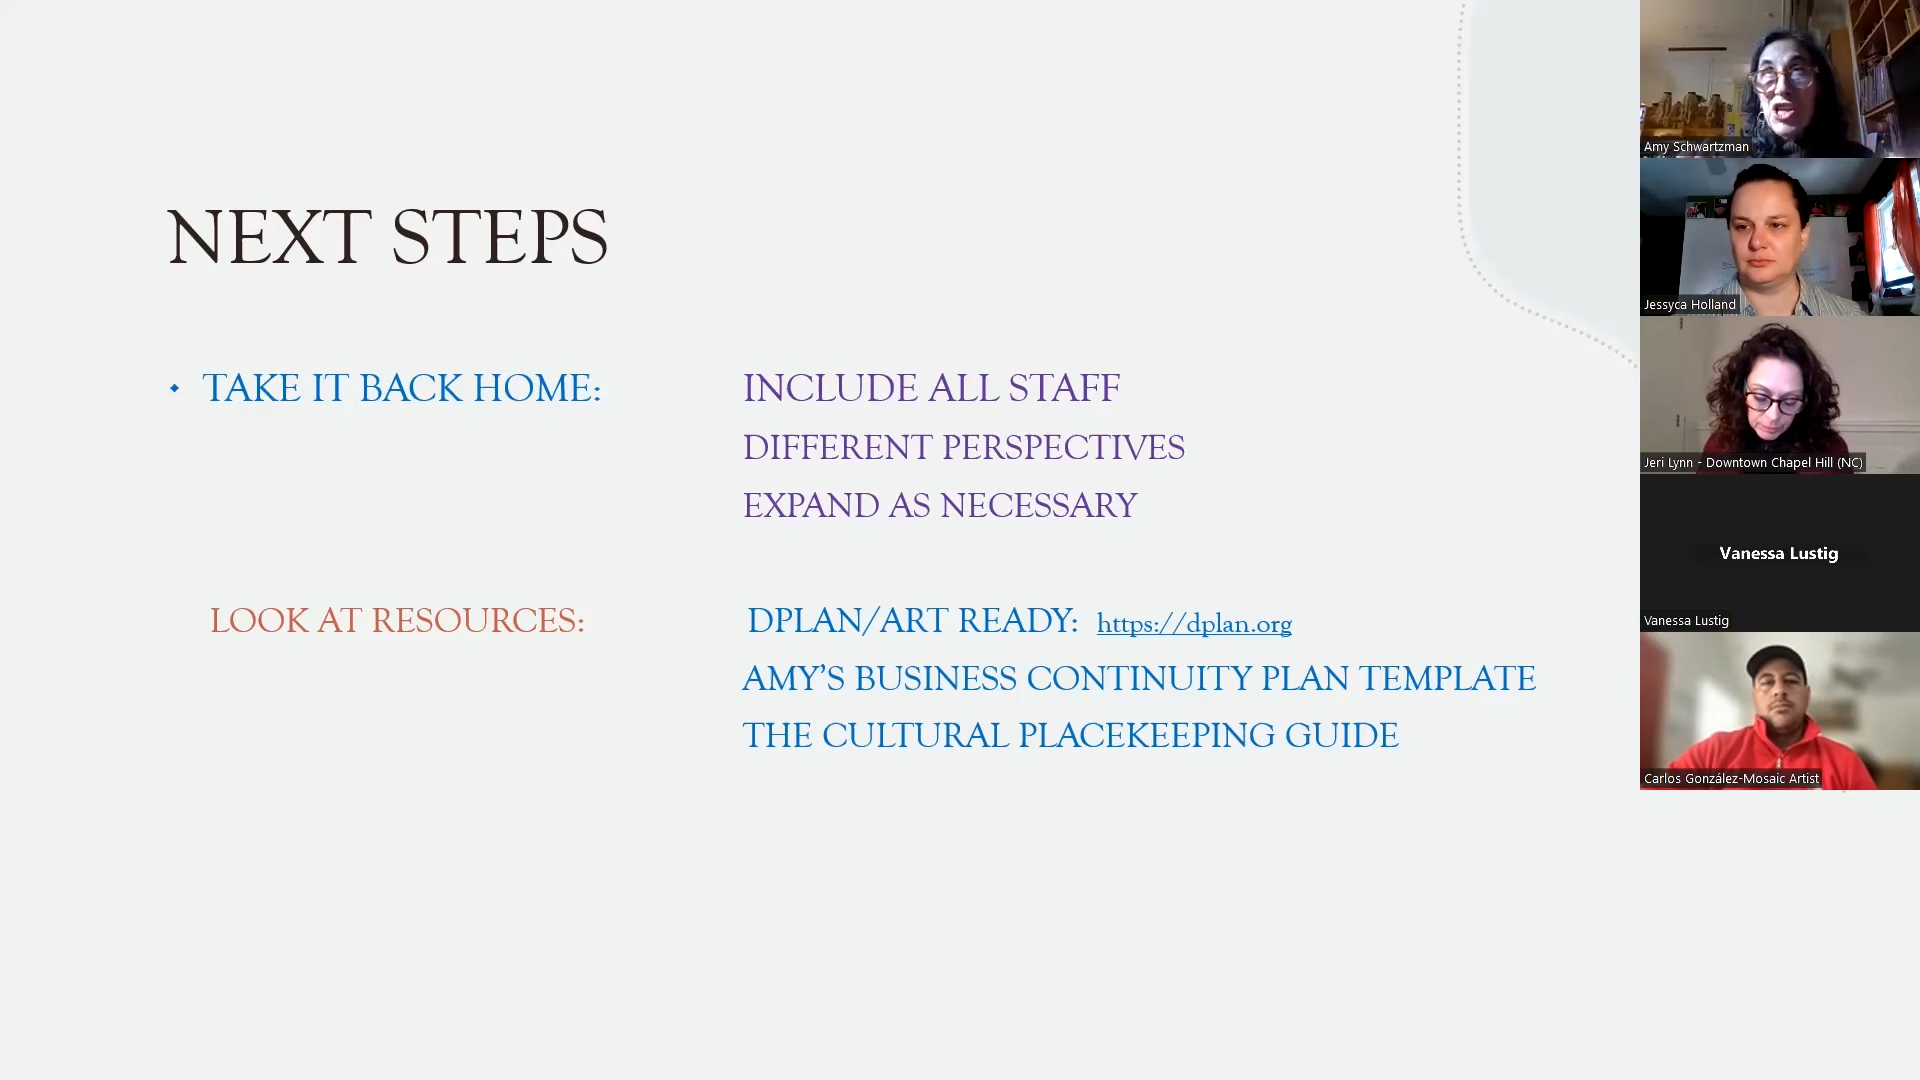 NEXT STEPS
• TAKE IT BACK HOME: INCLUDE ALL STAFF
DIFFERENT PERSPECTIVES
EXPAND AS NECESSARY
LOOK AT RESOURCES: DPLAN/ART READY: https://dplan.org
AMY’S BUSINESS CONTINUITY PLAN TEMPLATE
THE CULTURAL PLACEKEEPING GUIDE
Amy Schwartzman
Jessyca Holland
Jeri Lynn - Downtown Chapel Hill (NC)
Vanessa Lustig
Vanessa Lustig
Carlos González-Mosaic Artist